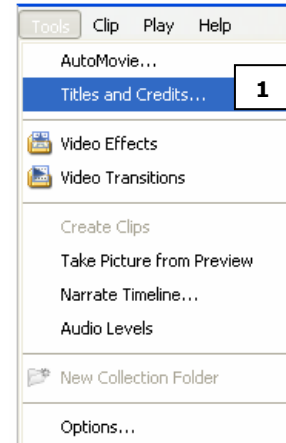 Tools Clip Play Help
AutoMovie...
Titles and Credits... 1
Video Effects
Video Transitions
Create Clips
Take Picture from Preview
Narrate Timeline...
Audio Levels
New Collection Folder
Options...